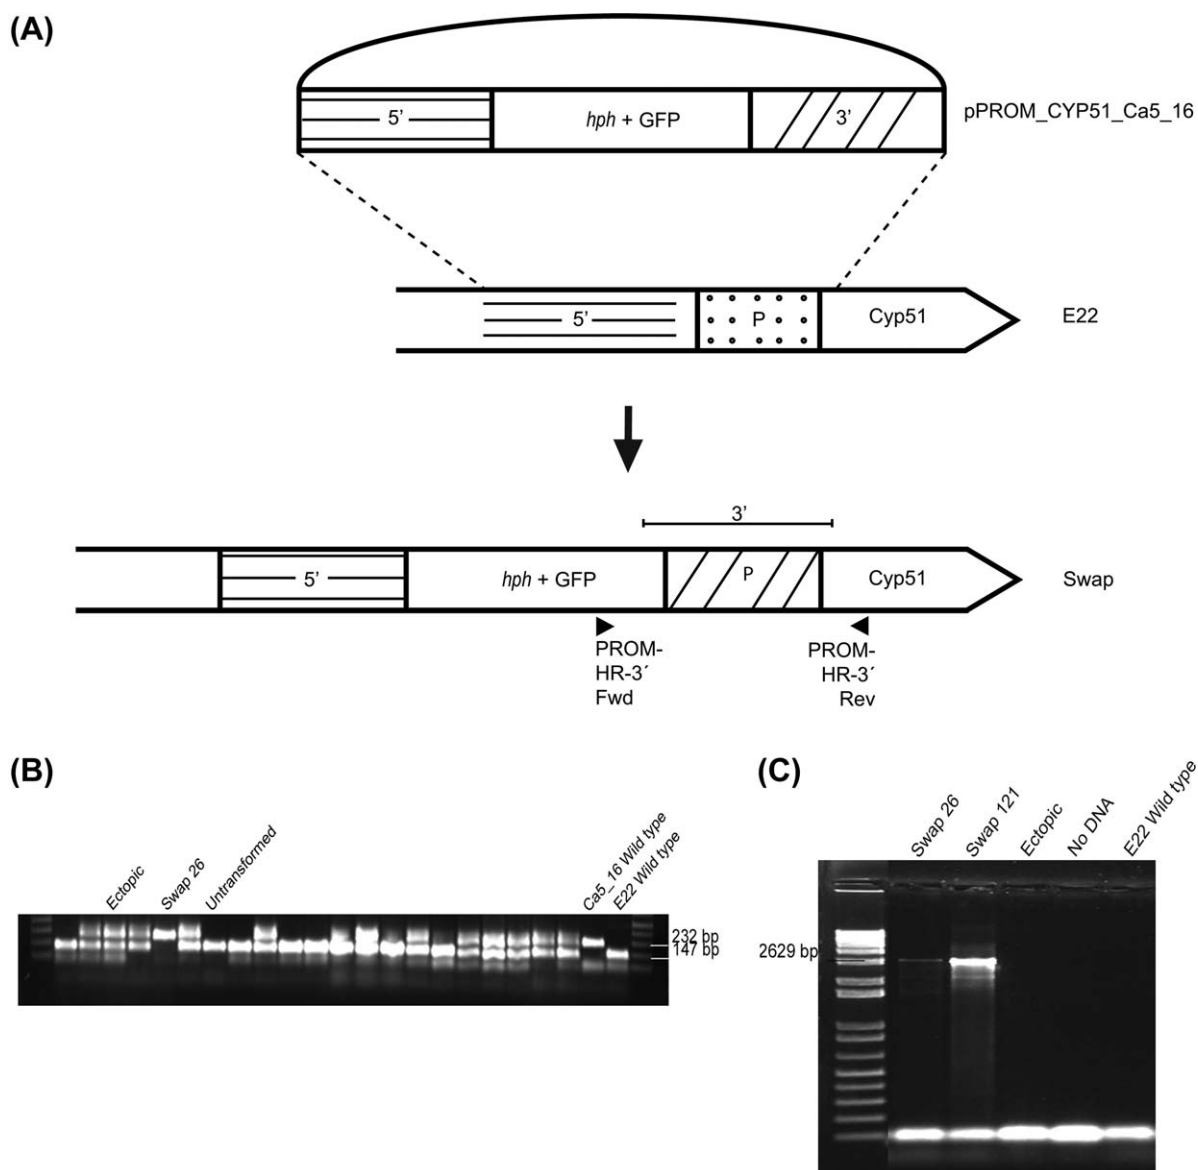 (A)
5'
hph + GFP
3'
pPROM_CYP51_Ca5_16
5'
P
Cyp51
E22
3'
5'
hph + GFP
P
Cyp51
Swap
PROM-
HR-3´
Fwd
PROM-
HR-3´
Rev
(B)
Ectopic
Swap 26
Untransformed
Ca5_16 Wild type
E22 Wild type
232 bp
147 bp
(C)
Swap 26
Swap 121
Ectopic
No DNA
E22 Wild type
2629 bp